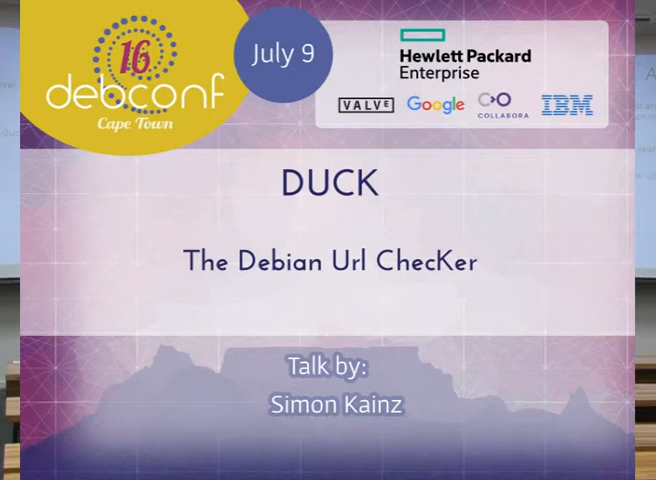 16
debconf
Cape Town
July 9
Hewlett Packard
Enterprise
VALVE
Google
COLLABORA
IBM
DUCK
The Debian Url ChecKer
Talk by:
Simon Kainz